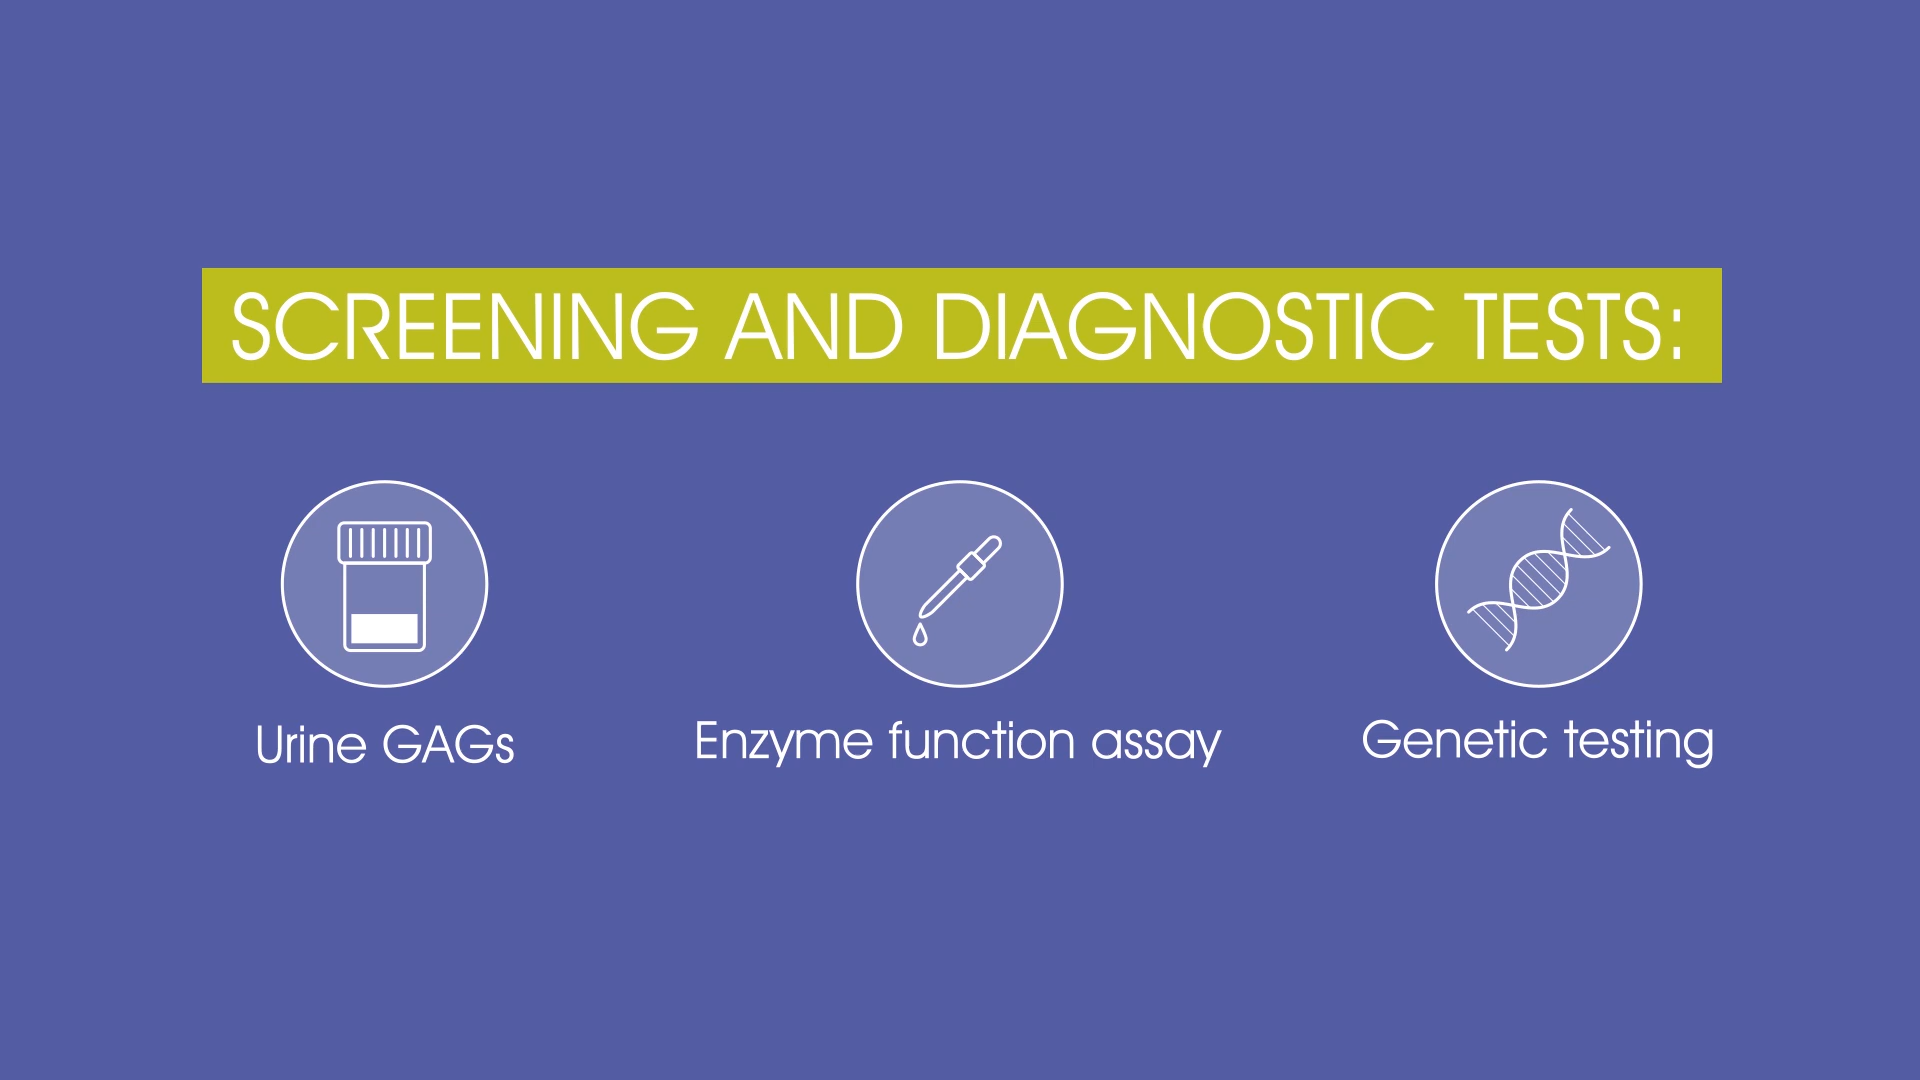 SCREENING AND DIAGNOSTIC TESTS:
Urine GAGs
Enzyme function assay
Genetic testing